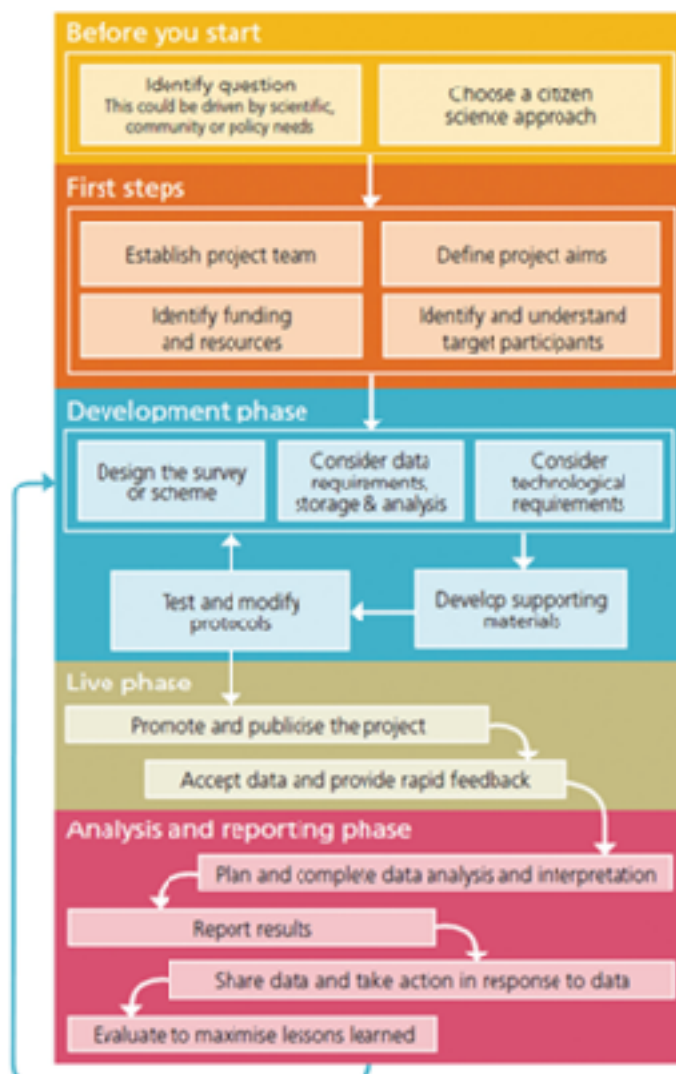 Before you start
Identify question
This could be driven by scientific,
community or policy needs
Choose a citizen
science approach
First steps
Establish project team
Define project aims
Identify funding
and resources
Identify and understand
target participants
Development phase
Design the survey
or scheme
Consider data
requirements,
storage & analysis
Consider
technological
requirements
Test and modify
protocols
Develop supporting
materials
Live phase
Promote and publicise the project
Accept data and provide rapid feedback
Analysis and reporting phase
Plan and complete data analysis and interpretation
Report results
Share data and take action in response to data
Evaluate to maximise lessons learned